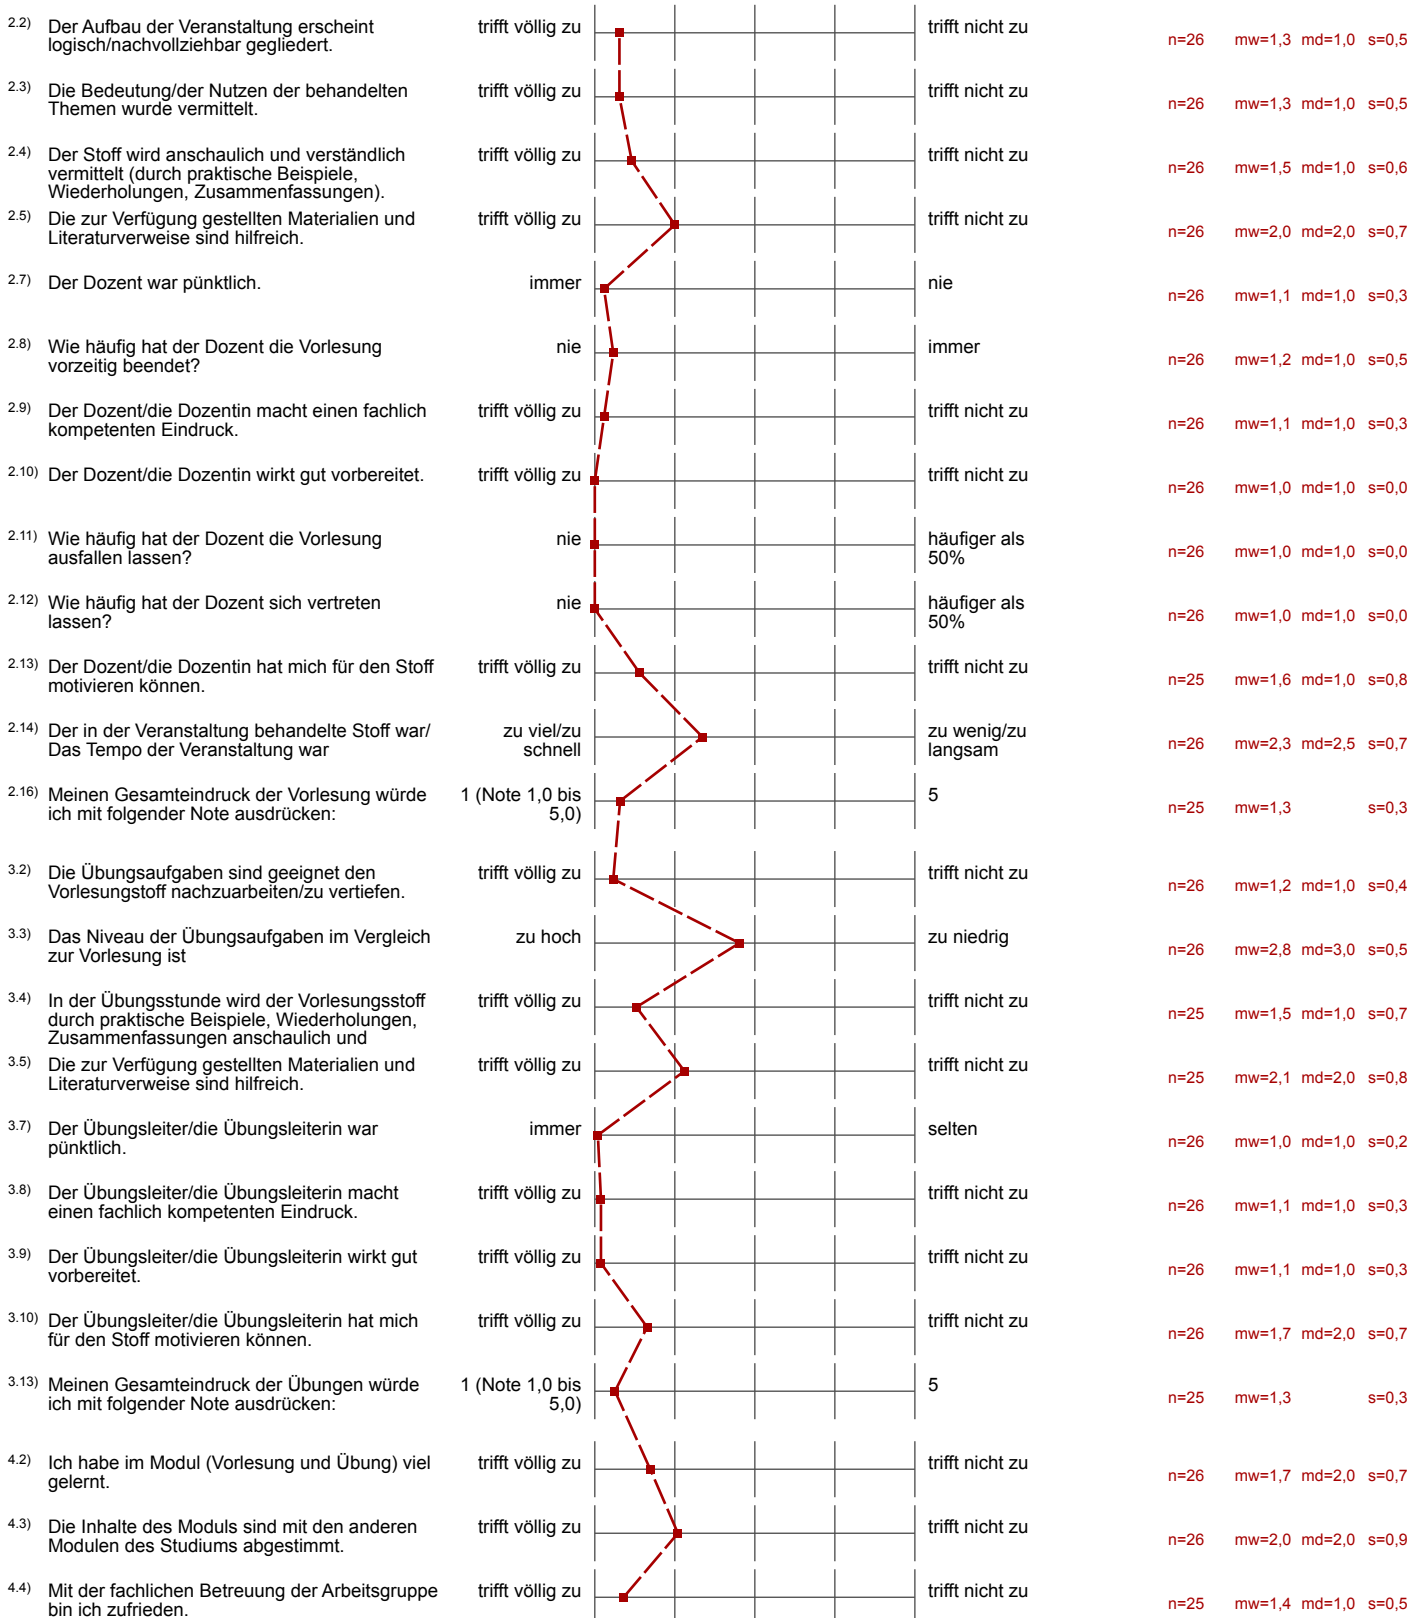 2.2) Der Aufbau der Veranstaltung erscheint logisch/nachvollziehbar gegliedert. trifft völlig zu trifft nicht zu n=26 mw=1,3 md=1,0 s=0,5
2.3) Die Bedeutung/der Nutzen der behandelten Themen wurde vermittelt. trifft völlig zu trifft nicht zu n=26 mw=1,3 md=1,0 s=0,5
2.4) Der Stoff wird anschaulich und verständlich vermittelt (durch praktische Beispiele, Wiederholungen, Zusammenfassungen). trifft völlig zu trifft nicht zu n=26 mw=1,5 md=1,0 s=0,6
2.5) Die zur Verfügung gestellten Materialien und Literaturverweise sind hilfreich. trifft völlig zu trifft nicht zu n=26 mw=2,0 md=2,0 s=0,7
2.7) Der Dozent war pünktlich. immer nie n=26 mw=1,1 md=1,0 s=0,3
2.8) Wie häufig hat der Dozent die Vorlesung vorzeitig beendet? nie immer n=26 mw=1,2 md=1,0 s=0,5
2.9) Der Dozent/die Dozentin macht einen fachlich kompetenten Eindruck. trifft völlig zu trifft nicht zu n=26 mw=1,1 md=1,0 s=0,3
2.10) Der Dozent/die Dozentin wirkt gut vorbereitet. trifft völlig zu trifft nicht zu n=26 mw=1,0 md=1,0 s=0,0
2.11) Wie häufig hat der Dozent die Vorlesung ausfallen lassen? nie häufiger als 50% n=26 mw=1,0 md=1,0 s=0,0
2.12) Wie häufig hat der Dozent sich vertreten lassen? nie häufiger als 50% n=26 mw=1,0 md=1,0 s=0,0
2.13) Der Dozent/die Dozentin hat mich für den Stoff motivieren können. trifft völlig zu trifft nicht zu n=25 mw=1,6 md=1,0 s=0,8
2.14) Der in der Veranstaltung behandelte Stoff war/ Das Tempo der Veranstaltung war zu viel/zu schnell zu wenig/zu langsam n=26 mw=2,3 md=2,5 s=0,7
2.16) Meinen Gesamteindruck der Vorlesung würde ich mit folgender Note ausdrücken: 1 (Note 1,0 bis 5,0) 5 n=25 mw=1,3 s=0,3
3.2) Die Übungsaufgaben sind geeignet den Vorlesungstoff nachzuarbeiten/zu vertiefen. trifft völlig zu trifft nicht zu n=26 mw=1,2 md=1,0 s=0,4
3.3) Das Niveau der Übungsaufgaben im Vergleich zur Vorlesung ist zu hoch zu niedrig n=26 mw=2,8 md=3,0 s=0,5
3.4) In der Übungsstunde wird der Vorlesungsstoff durch praktische Beispiele, Wiederholungen, Zusammenfassungen anschaulich und trifft völlig zu trifft nicht zu n=25 mw=1,5 md=1,0 s=0,7
3.5) Die zur Verfügung gestellten Materialien und Literaturverweise sind hilfreich. trifft völlig zu trifft nicht zu n=25 mw=2,1 md=2,0 s=0,8
3.7) Der Übungsleiter/die Übungsleiterin war pünktlich. immer selten n=26 mw=1,0 md=1,0 s=0,2
3.8) Der Übungsleiter/die Übungsleiterin macht einen fachlich kompetenten Eindruck. trifft völlig zu trifft nicht zu n=26 mw=1,1 md=1,0 s=0,3
3.9) Der Übungsleiter/die Übungsleiterin wirkt gut vorbereitet. trifft völlig zu trifft nicht zu n=26 mw=1,1 md=1,0 s=0,3
3.10) Der Übungsleiter/die Übungsleiterin hat mich für den Stoff motivieren können. trifft völlig zu trifft nicht zu n=26 mw=1,7 md=2,0 s=0,7
3.13) Meinen Gesamteindruck der Übungen würde ich mit folgender Note ausdrücken: 1 (Note 1,0 bis 5,0) 5 n=25 mw=1,3 s=0,3
4.2) Ich habe im Modul (Vorlesung und Übung) viel gelernt. trifft völlig zu trifft nicht zu n=26 mw=1,7 md=2,0 s=0,7
4.3) Die Inhalte des Moduls sind mit den anderen Modulen des Studiums abgestimmt. trifft völlig zu trifft nicht zu n=26 mw=2,0 md=2,0 s=0,9
4.4) Mit der fachlichen Betreuung der Arbeitsgruppe bin ich zufrieden. trifft völlig zu trifft nicht zu n=25 mw=1,4 md=1,0 s=0,5